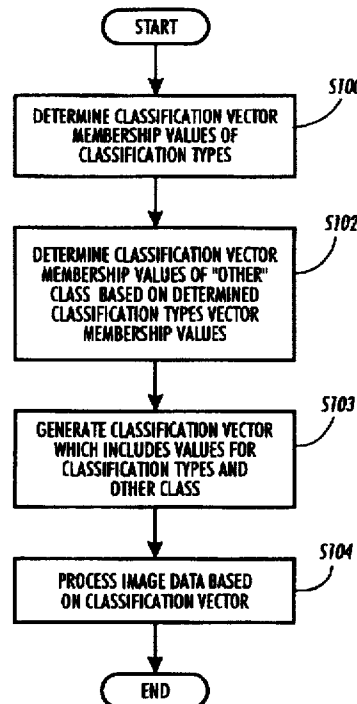 START
S100
DETERMINE CLASSIFICATION VECTOR
MEMBERSHIP VALUES OF
CLASSIFICATION TYPES
S102
DETERMINE CLASSIFICATION VECTOR
MEMBERSHIP VALUES OF "OTHER"
CLASS BASED ON DETERMINED
CLASSIFICATION TYPES VECTOR
MEMBERSHIP VALUES
S103
GENERATE CLASSIFICATION VECTOR
WHICH INCLUDES VALUES FOR
CLASSIFICATION TYPES AND
OTHER CLASS
S104
PROCESS IMAGE DATA BASED
ON CLASSIFICATION VECTOR
END